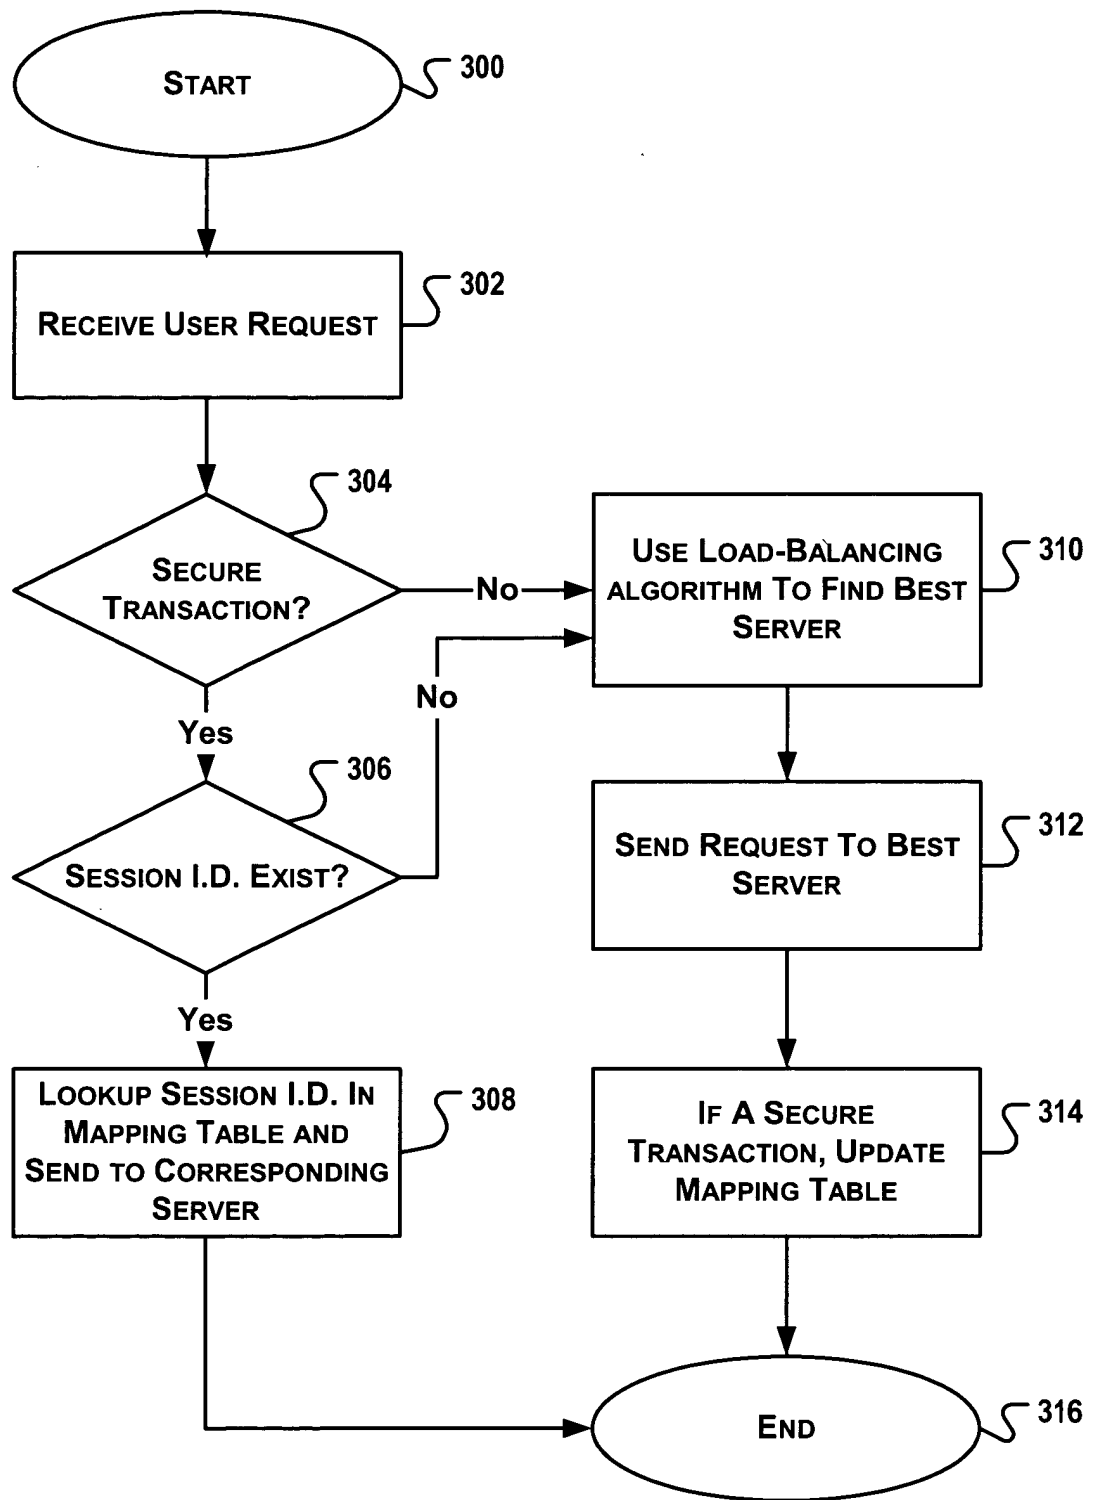 START
300
RECEIVE USER REQUEST
302
304
SECURE
TRANSACTION?
No
Yes
306
SESSION I.D. EXIST?
No
Yes
LOOKUP SESSION I.D. IN
MAPPING TABLE AND
SEND TO CORRESPONDING
SERVER
308
USE LOAD-BALANCING
ALGORITHM TO FIND BEST
SERVER
310
SEND REQUEST TO BEST
SERVER
312
IF A SECURE
TRANSACTION, UPDATE
MAPPING TABLE
314
END
316